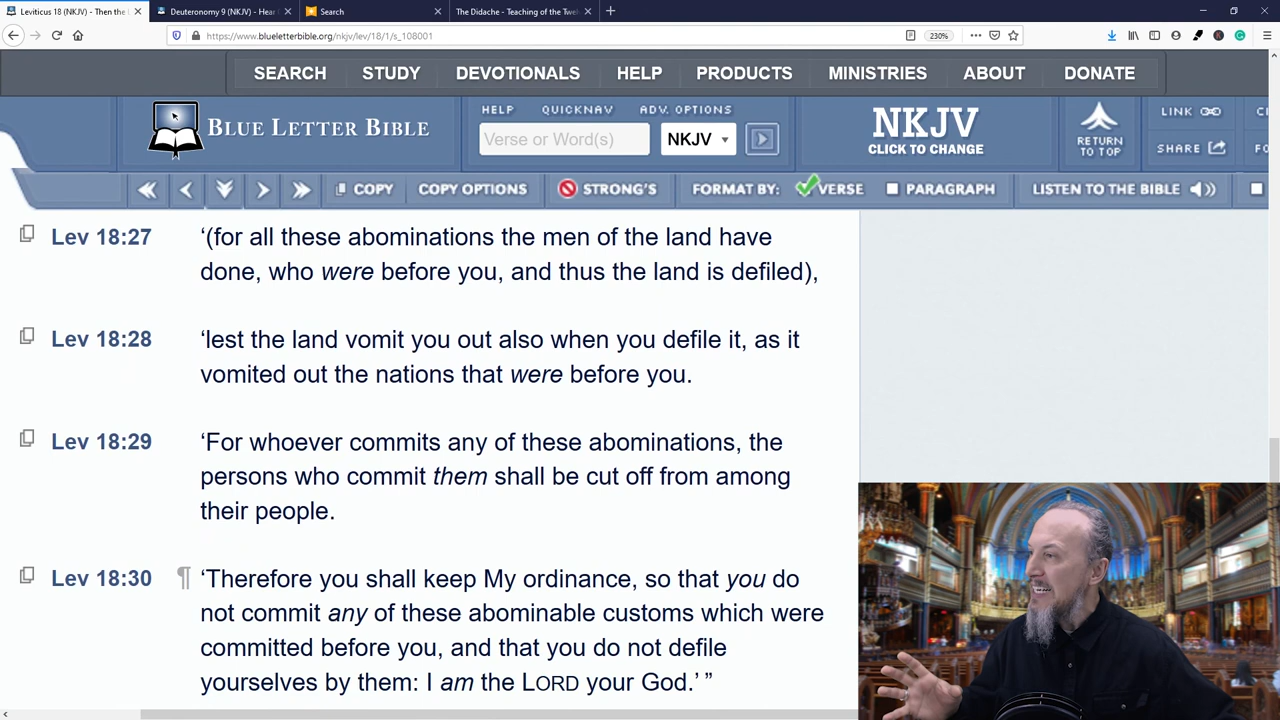 Leviticus 18 (NKJV) - Then the
Deuteronomy 9 (NKJV) - Hear
Search
The Didache - Teaching of the Twel
https://www.blueletterbible.org/nkjv/lev/18/1/s_108001
230%
SEARCH STUDY DEVOTIONALS HELP PRODUCTS MINISTRIES ABOUT DONATE
BLUE LETTER BIBLE
HELP QUICKNAV ADV. OPTIONS
Verse or Word(s)
NKJV
NKJV
CLICK TO CHANGE
RETURN
TO TOP
LINK
SHARE
COPY COPY OPTIONS STRONG'S FORMAT BY: VERSE PARAGRAPH LISTEN TO THE BIBLE
Lev 18:27 ‘(for all these abominations the men of the land have
done, who were before you, and thus the land is defiled),
Lev 18:28 ‘lest the land vomit you out also when you defile it, as it
vomited out the nations that were before you.
Lev 18:29 ‘For whoever commits any of these abominations, the
persons who commit them shall be cut off from among
their people.
Lev 18:30 ¶ ‘Therefore you shall keep My ordinance, so that you do
not commit any of these abominable customs which were
committed before you, and that you do not defile
yourselves by them: I am the LORD your God.’ ”